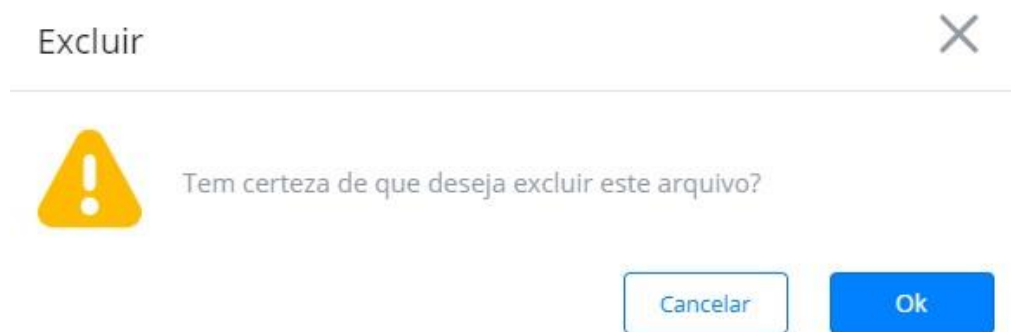 Excluir
Tem certeza de que deseja excluir este arquivo?
Cancelar
Ok